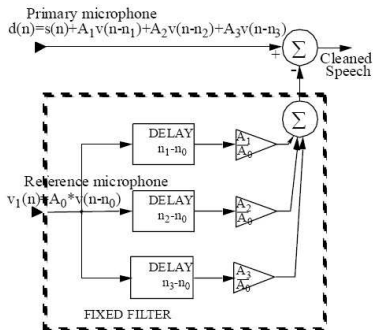 Primary microphone
d(n)=s(n)+A₁v(n-n₁)+A₂v(n-n₂)+A₃v(n-n₃)
Σ
+
-
Cleaned
Speech
Σ
DELAY
n₁-n₀
A₁
A₀
Reference microphone
v₁(n)=A₀*v(n-n₀)
DELAY
n₂-n₀
A₂
A₀
DELAY
n₃-n₀
A₃
A₀
FIXED FILTER